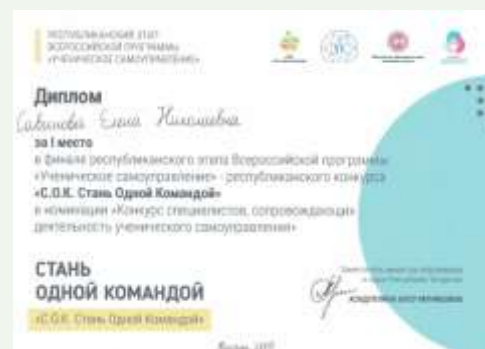 РЕСПУБЛИКАНСКИЙ ЭТАП
ВСЕРОССИЙСКОЙ ПРОГРАММЫ
«УЧЕНИЧЕСКОЕ САМОУПРАВЛЕНИЕ»
Диплом
Елена Николаевна
за I место
в финале республиканского этапа Всероссийской программы
«Ученическое самоуправление» - республиканского конкурса
«С.О.К. Стань Одной Командой»
в номинации «Конкурс специалистов, сопровождающих
деятельность ученического самоуправления»
СТАНЬ
ОДНОЙ КОМАНДОЙ
«С.О.К. Стань Одной Командой»